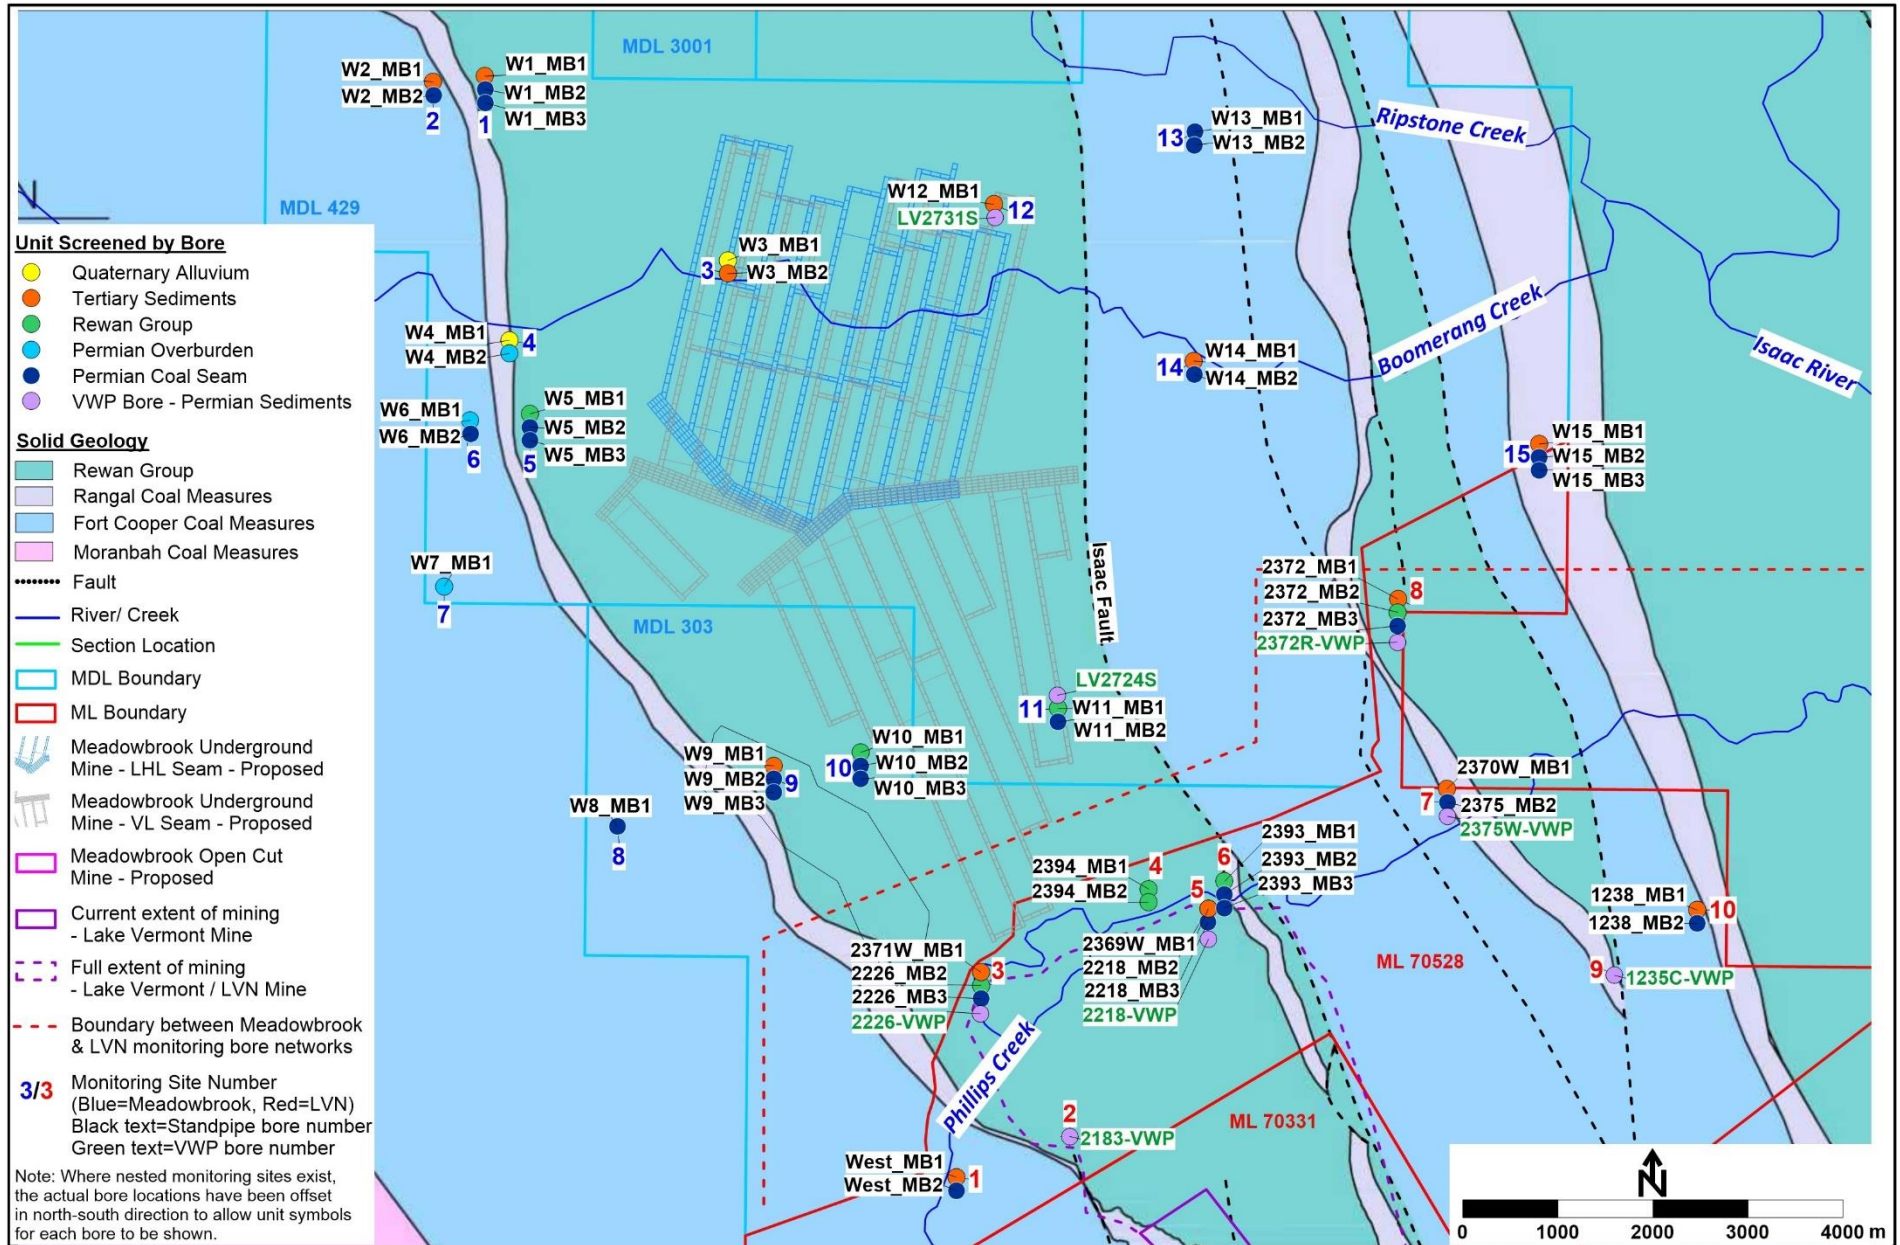 MDL 3001
W2_MB1
W2_MB2
2
W1_MB1
W1_MB2
W1_MB3
1
Ripstone Creek
13
W13_MB1
W13_MB2
MDL 429
W12_MB1
LV2731S
12
W3_MB1
3
W3_MB2
Boomerang Creek
Isaac River
W4_MB1
W4_MB2
4
14
W14_MB1
W14_MB2
W6_MB1
W6_MB2
6
W5_MB1
W5_MB2
W5_MB3
5
15
W15_MB1
W15_MB2
W15_MB3
W7_MB1
7
Isaac Fault
2372_MB1
2372_MB2
2372_MB3
2372R-VWP
8
MDL 303
LV2724S
11
W11_MB1
W11_MB2
W9_MB1
W9_MB2
W9_MB3
9
10
W10_MB1
W10_MB2
W10_MB3
W8_MB1
8
2370W_MB1
7
2375_MB2
2375W-VWP
2394_MB1
2394_MB2
4
6
2393_MB1
2393_MB2
2393_MB3
5
2369W_MB1
2218_MB2
2218_MB3
2218-VWP
1238_MB1
1238_MB2
10
2371W_MB1
2226_MB2
2226_MB3
2226-VWP
3
ML 70528
9
1235C-VWP
Phillips Creek
2
2183-VWP
ML 70331
West_MB1
West_MB2
1
Unit Screened by Bore
Quaternary Alluvium
Tertiary Sediments
Rewan Group
Permian Overburden
Permian Coal Seam
VWP Bore - Permian Sediments
Solid Geology
Rewan Group
Rangal Coal Measures
Fort Cooper Coal Measures
Moranbah Coal Measures
Fault
River/ Creek
Section Location
MDL Boundary
ML Boundary
Meadowbrook Underground
Mine - LHL Seam - Proposed
Meadowbrook Underground
Mine - VL Seam - Proposed
Meadowbrook Open Cut
Mine - Proposed
Current extent of mining
- Lake Vermont Mine
Full extent of mining
- Lake Vermont / LVN Mine
Boundary between Meadowbrook
& LVN monitoring bore networks
3/3
Monitoring Site Number
(Blue=Meadowbrook, Red=LVN)
Black text=Standpipe bore number
Green text=VWP bore number
Note: Where nested monitoring sites exist,
the actual bore locations have been offset
in north-south direction to allow unit symbols
for each bore to be shown.
N
0 1000 2000 3000 4000 m